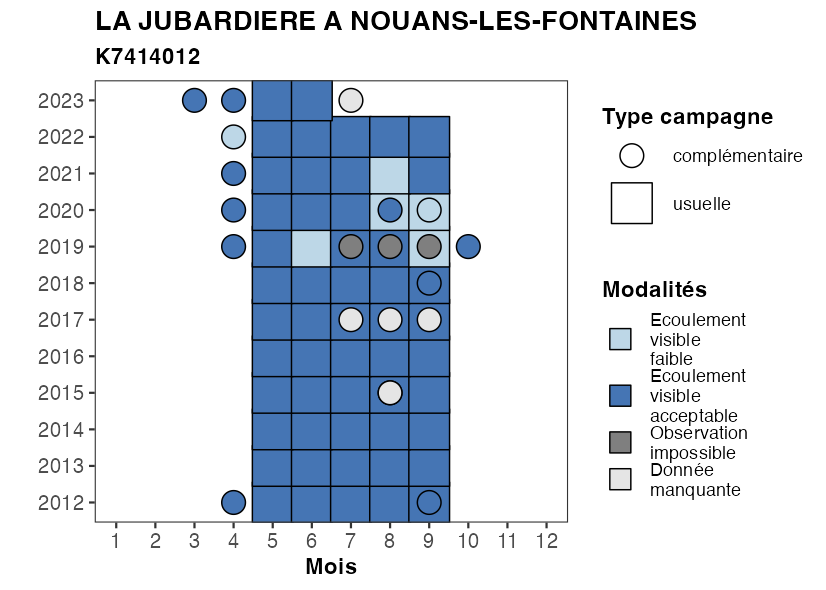 LA JUBARDIERE A NOUANS-LES-FONTAINES
K7414012
2023
2022
2021
2020
2019
2018
2017
2016
2015
2014
2013
2012
1 2 3 4 5 6 7 8 9 10 11 12
Mois
Type campagne
complémentaire
usuelle
Modalités
Ecoulement
visible
faible
Ecoulement
visible
acceptable
Observation
impossible
Donnée
manquante